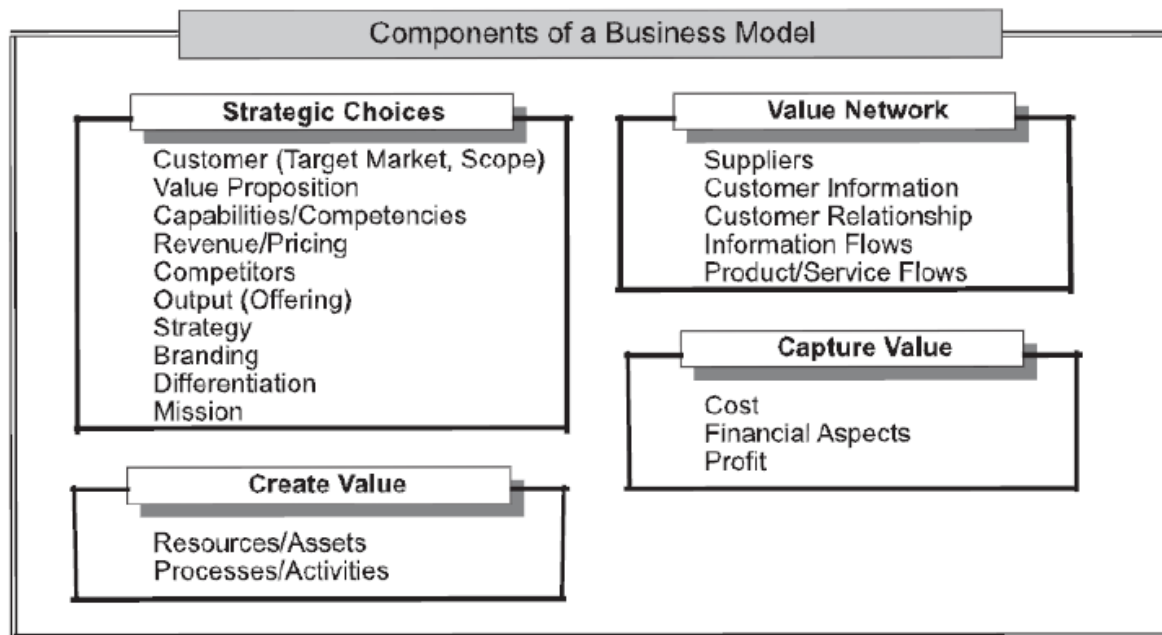 Components of a Business Model
Strategic Choices
Customer (Target Market, Scope)
Value Proposition
Capabilities/Competencies
Revenue/Pricing
Competitors
Output (Offering)
Strategy
Branding
Differentiation
Mission
Create Value
Resources/Assets
Processes/Activities
Value Network
Suppliers
Customer Information
Customer Relationship
Information Flows
Product/Service Flows
Capture Value
Cost
Financial Aspects
Profit